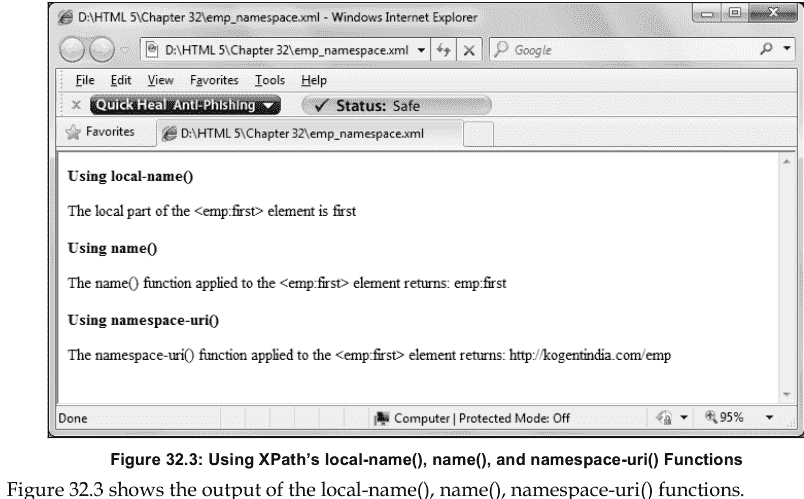 D:\HTML 5\Chapter 32\emp_namespace.xml - Windows Internet Explorer
D:\HTML 5\Chapter 32\emp_namespace.xml
Google
File Edit View Favorites Tools Help
x Quick Heal Anti-Phishing Status: Safe
Favorites D:\HTML 5\Chapter 32\emp_namespace.xml
Using local-name()
The local part of the <emp:first> element is first
Using name()
The name() function applied to the <emp:first> element returns: emp:first
Using namespace-uri()
The namespace-uri() function applied to the <emp:first> element returns: http://kogentindia.com/emp
Done Computer | Protected Mode: Off 95%
Figure 32.3: Using XPath's local-name(), name(), and namespace-uri() Functions
Figure 32.3 shows the output of the local-name(), name(), namespace-uri() functions.